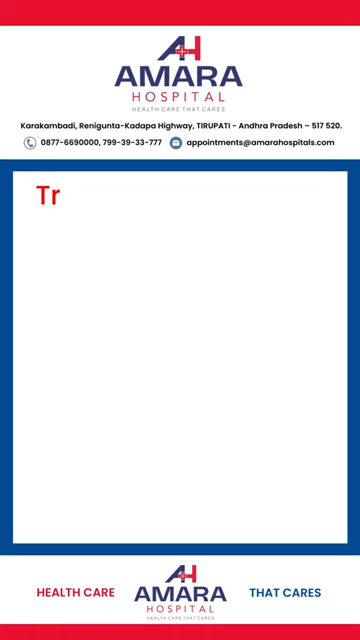 AMARA
HOSPITAL
HEALTH CARE THAT CARES
Karakambadi, Renigunta-Kadapa Highway, TIRUPATI - Andhra Pradesh – 517 520.
0877-6690000, 799-39-33-777 appointments@amarahospitals.com
Tr
HEALTH CARE
AMARA
HOSPITAL
HEALTH CARE THAT CARES
THAT CARES